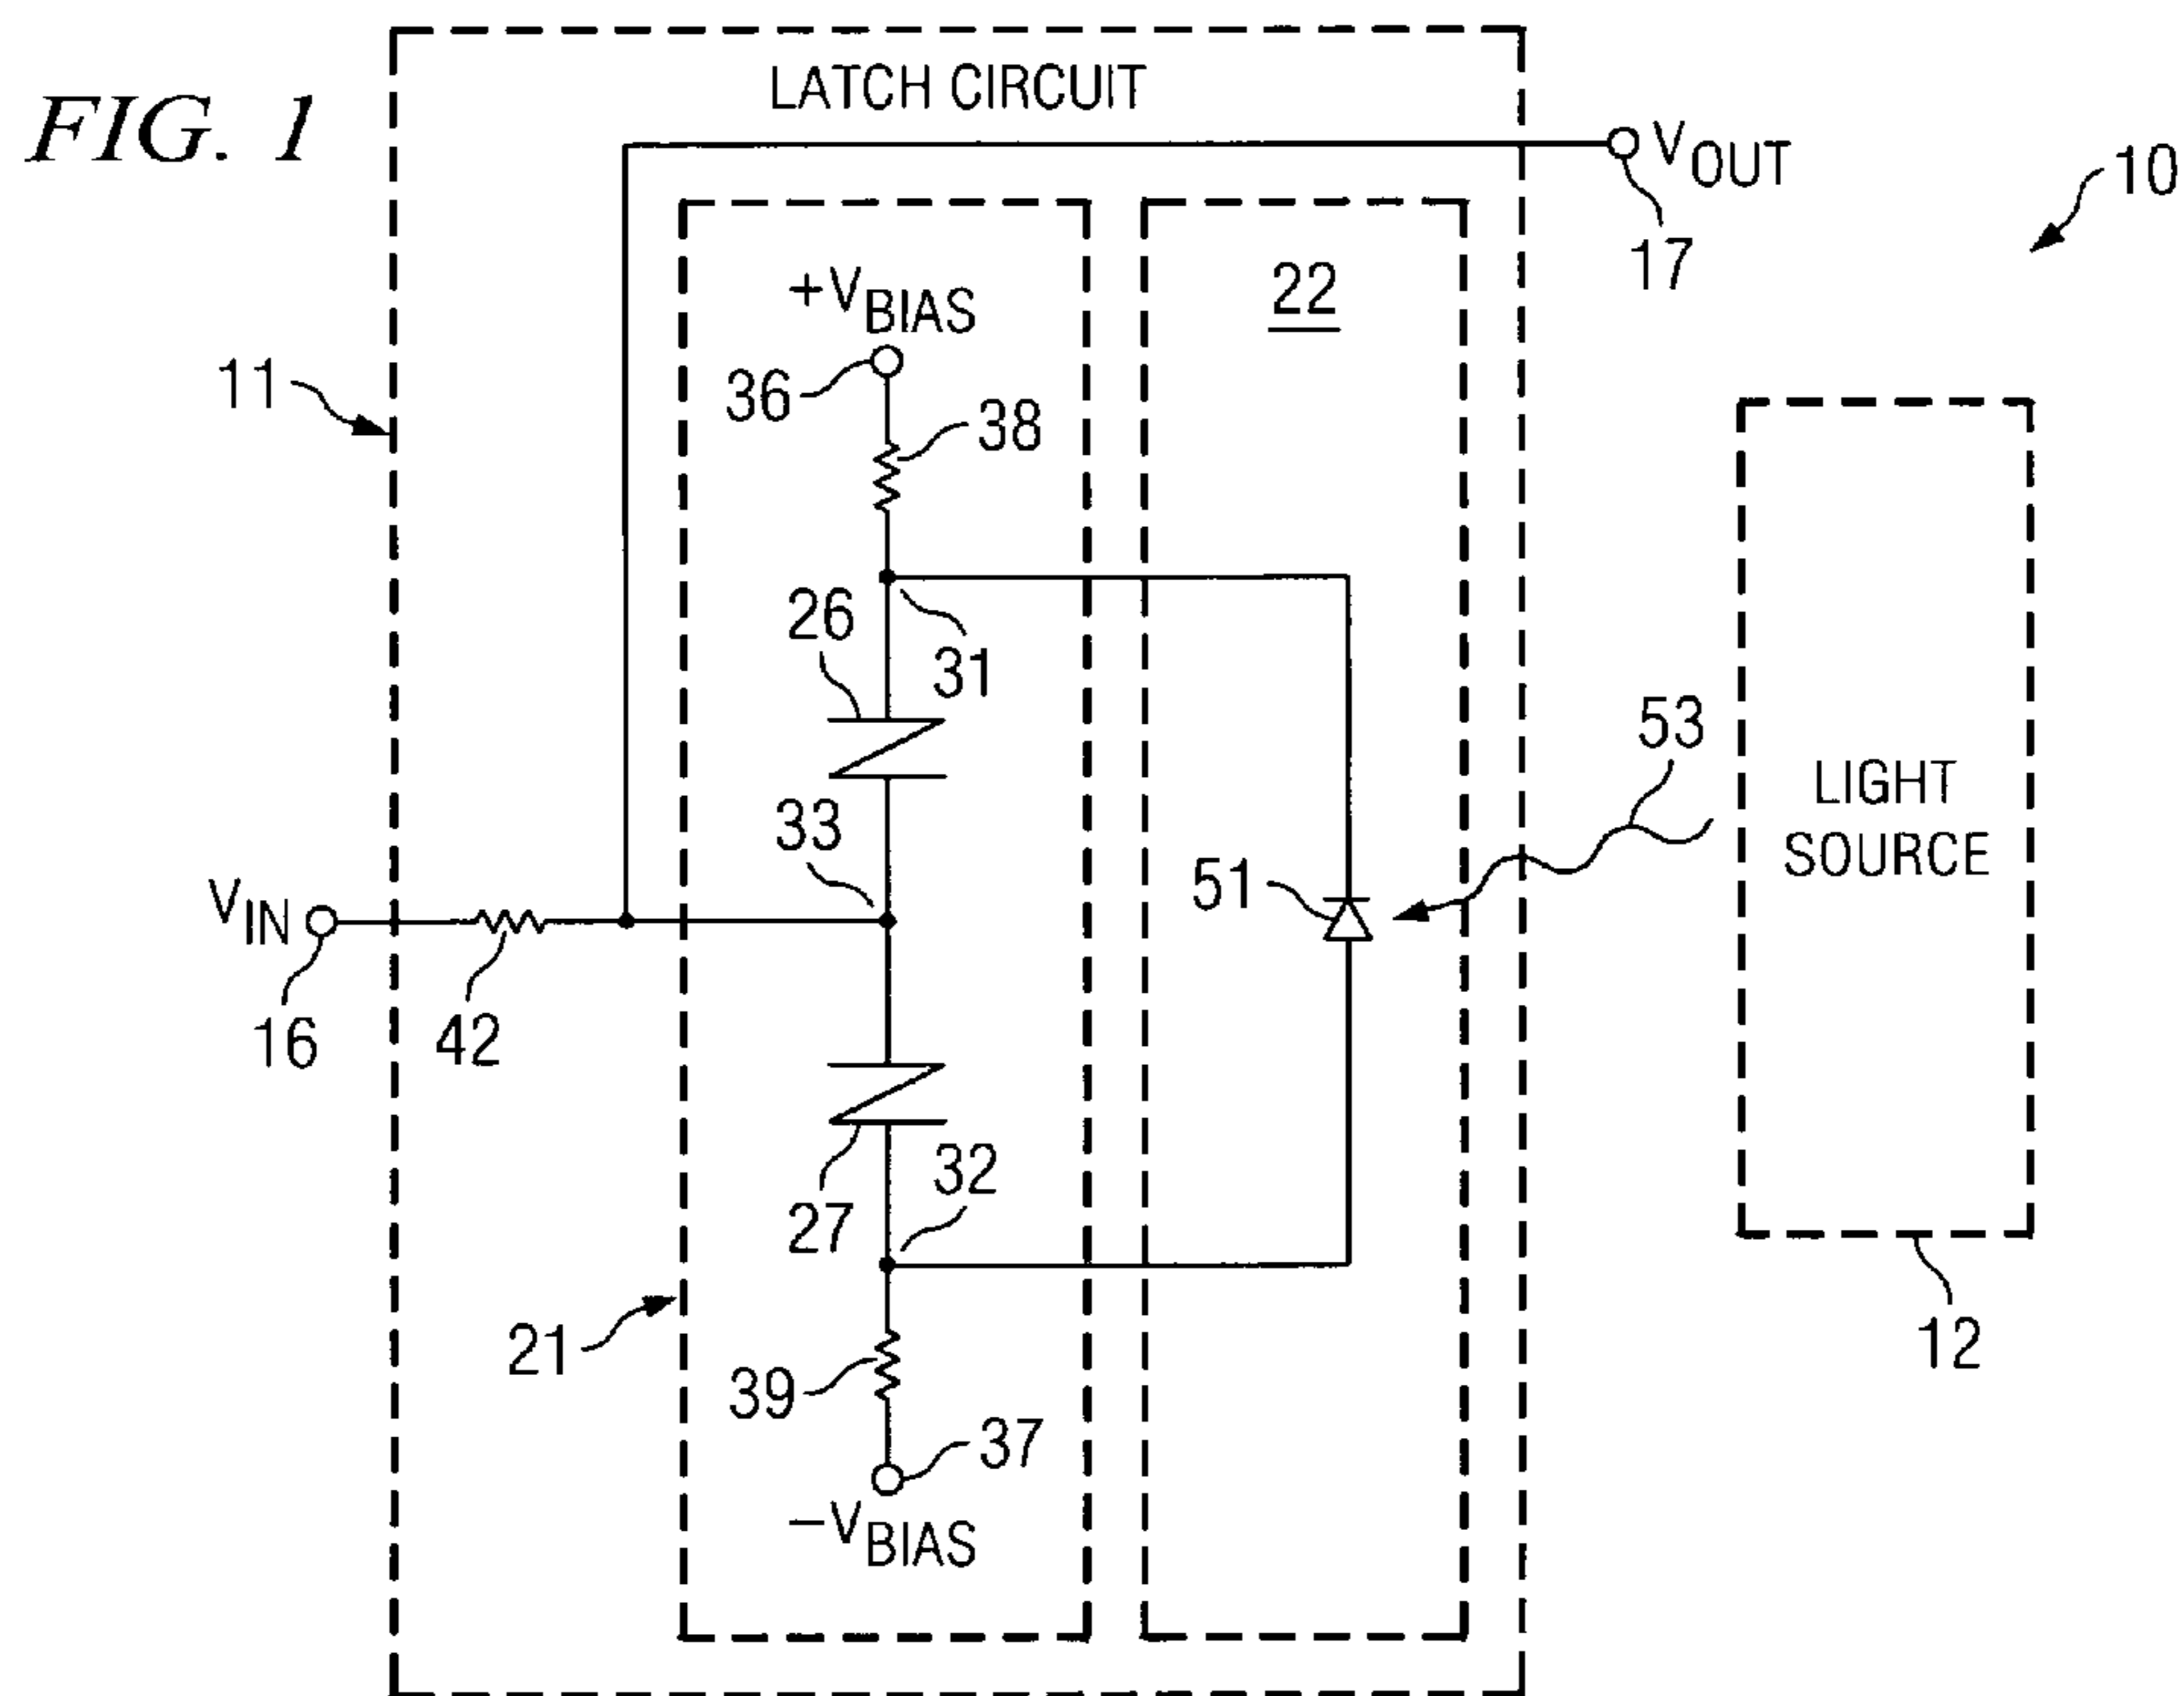 FIG. 1
LATCH CIRCUIT
VOUT
10
17
+VBIAS
22
11
36
38
26
31
53
33
LIGHT
SOURCE
51
VIN
16
42
32
27
21
12
39
37
−VBIAS